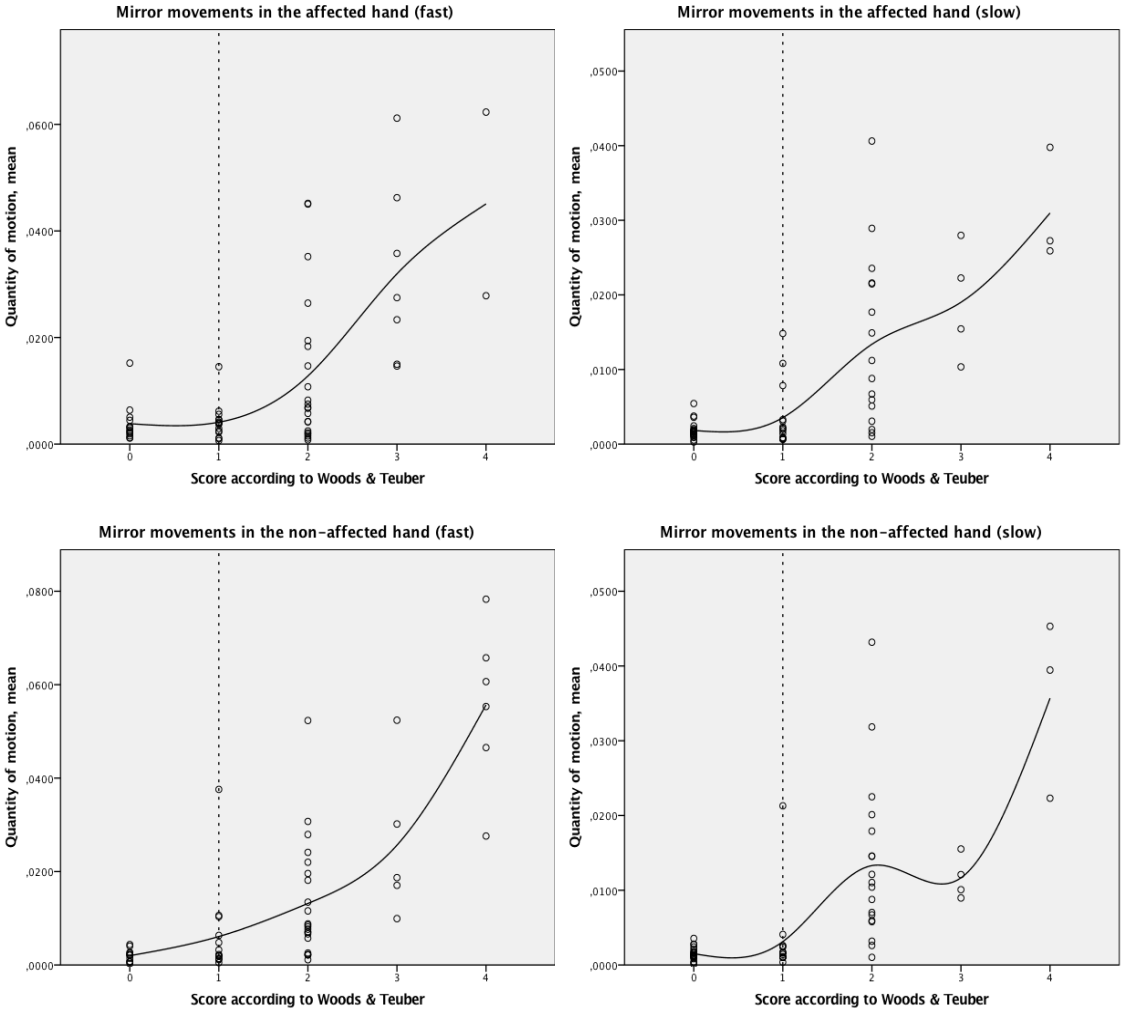 Mirror movements in the affected hand (fast)
Quantity of motion, mean
,0600
,0400
,0200
,0000
0 1 2 3 4
Score according to Woods & Teuber
Mirror movements in the affected hand (slow)
Quantity of motion, mean
,0500
,0400
,0300
,0200
,0100
,0000
0 1 2 3 4
Score according to Woods & Teuber
Mirror movements in the non-affected hand (fast)
Quantity of motion, mean
,0800
,0600
,0400
,0200
,0000
0 1 2 3 4
Score according to Woods & Teuber
Mirror movements in the non-affected hand (slow)
Quantity of motion, mean
,0500
,0400
,0300
,0200
,0100
,0000
0 1 2 3 4
Score according to Woods & Teuber